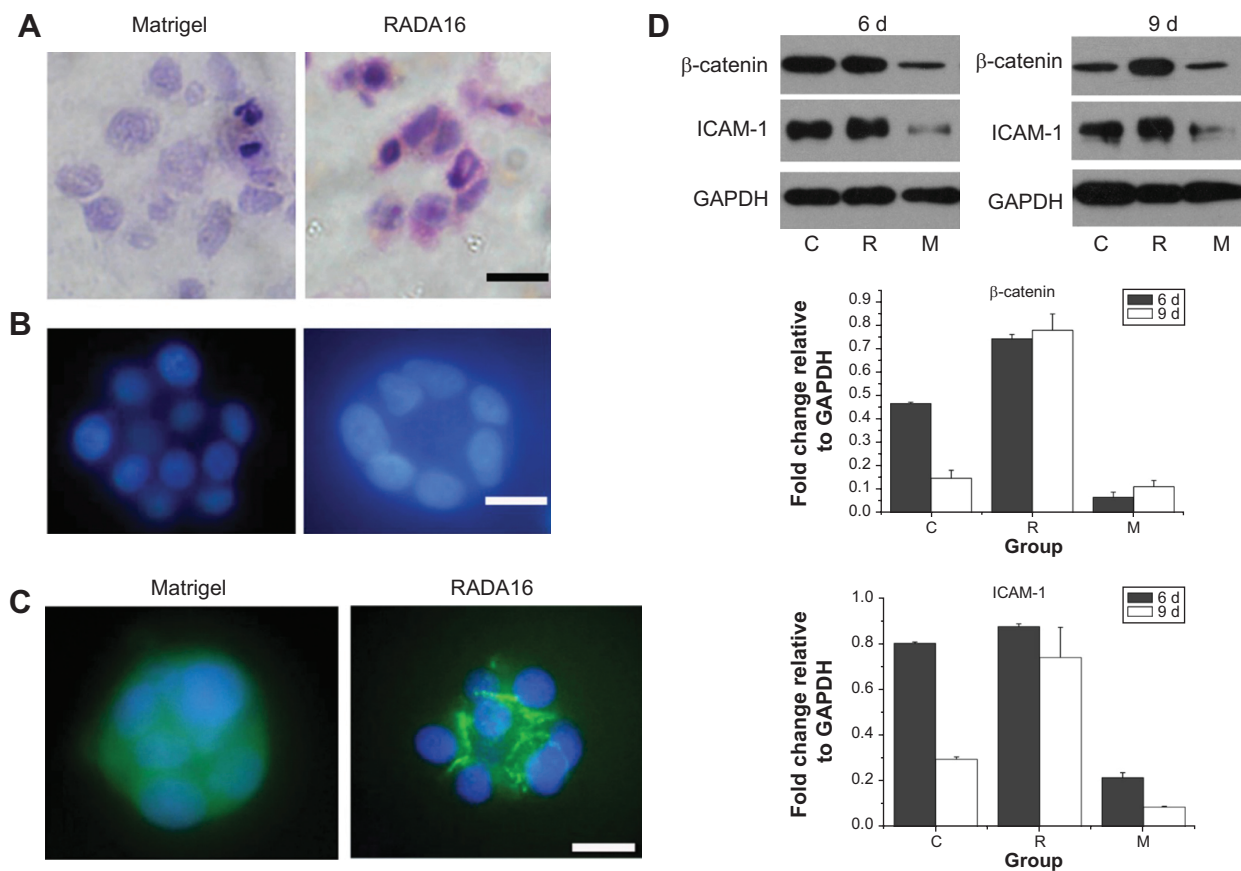 A
Matrigel
RADA16
B
C
Matrigel
RADA16
D
6 d
9 d
β-catenin
ICAM-1
GAPDH
C R M
β-catenin
ICAM-1
GAPDH
C R M
β-catenin
6 d
9 d
Fold change relative
to GAPDH
0.9
0.8
0.7
0.6
0.5
0.4
0.3
0.2
0.1
0.0
C R M
Group
ICAM-1
6 d
9 d
Fold change relative
to GAPDH
1.0
0.8
0.6
0.4
0.2
0.0
C R M
Group